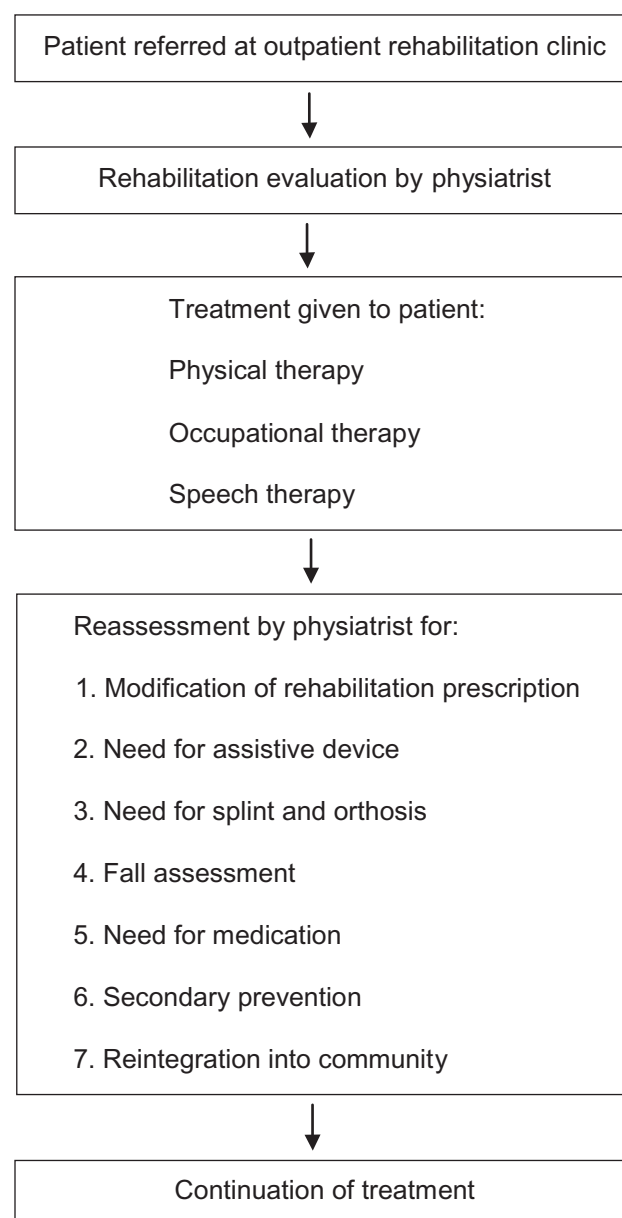 Patient referred at outpatient rehabilitation clinic
Rehabilitation evaluation by physiatrist
Treatment given to patient:
Physical therapy
Occupational therapy
Speech therapy
Reassessment by physiatrist for:
1. Modification of rehabilitation prescription
2. Need for assistive device
3. Need for splint and orthosis
4. Fall assessment
5. Need for medication
6. Secondary prevention
7. Reintegration into community
Continuation of treatment